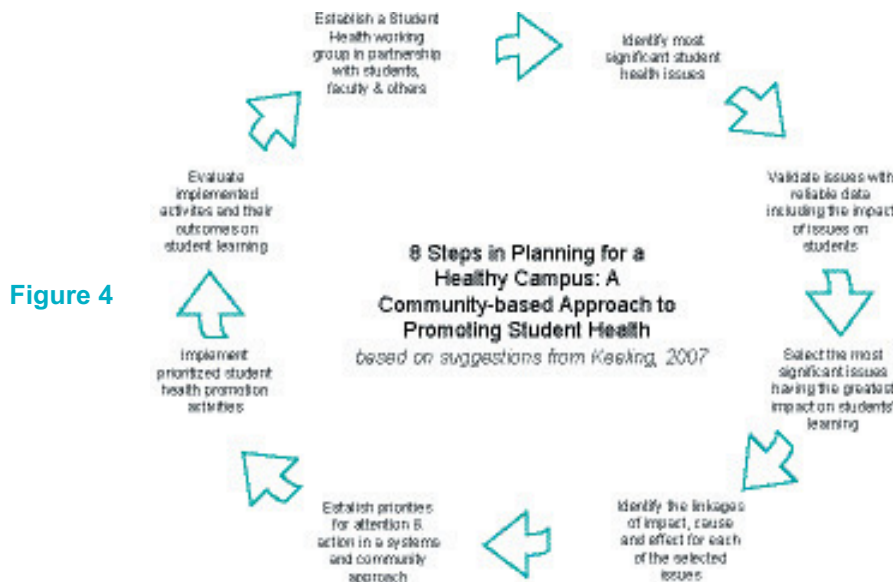 Establish a Student
Health working
group in partnership
with students,
faculty & others
Identify most
significant student
health issues
Validate issues with
reliable data
including the impact
of issues on
students
Select the most
significant issues
having the greatest
impact on students'
learning
Identify the linkages
of impact, cause
and effect for each
of the selected
issues
Establish priorities
for attention &
action in a systems
and community
approach
Implement
prioritized student
health promotion
activities
Evaluate
implemented
activites and their
outcomes on
student learning
8 Steps in Planning for a
Healthy Campus: A
Community-based Approach to
Promoting Student Health
based on suggestions from Keeling, 2007
Figure 4